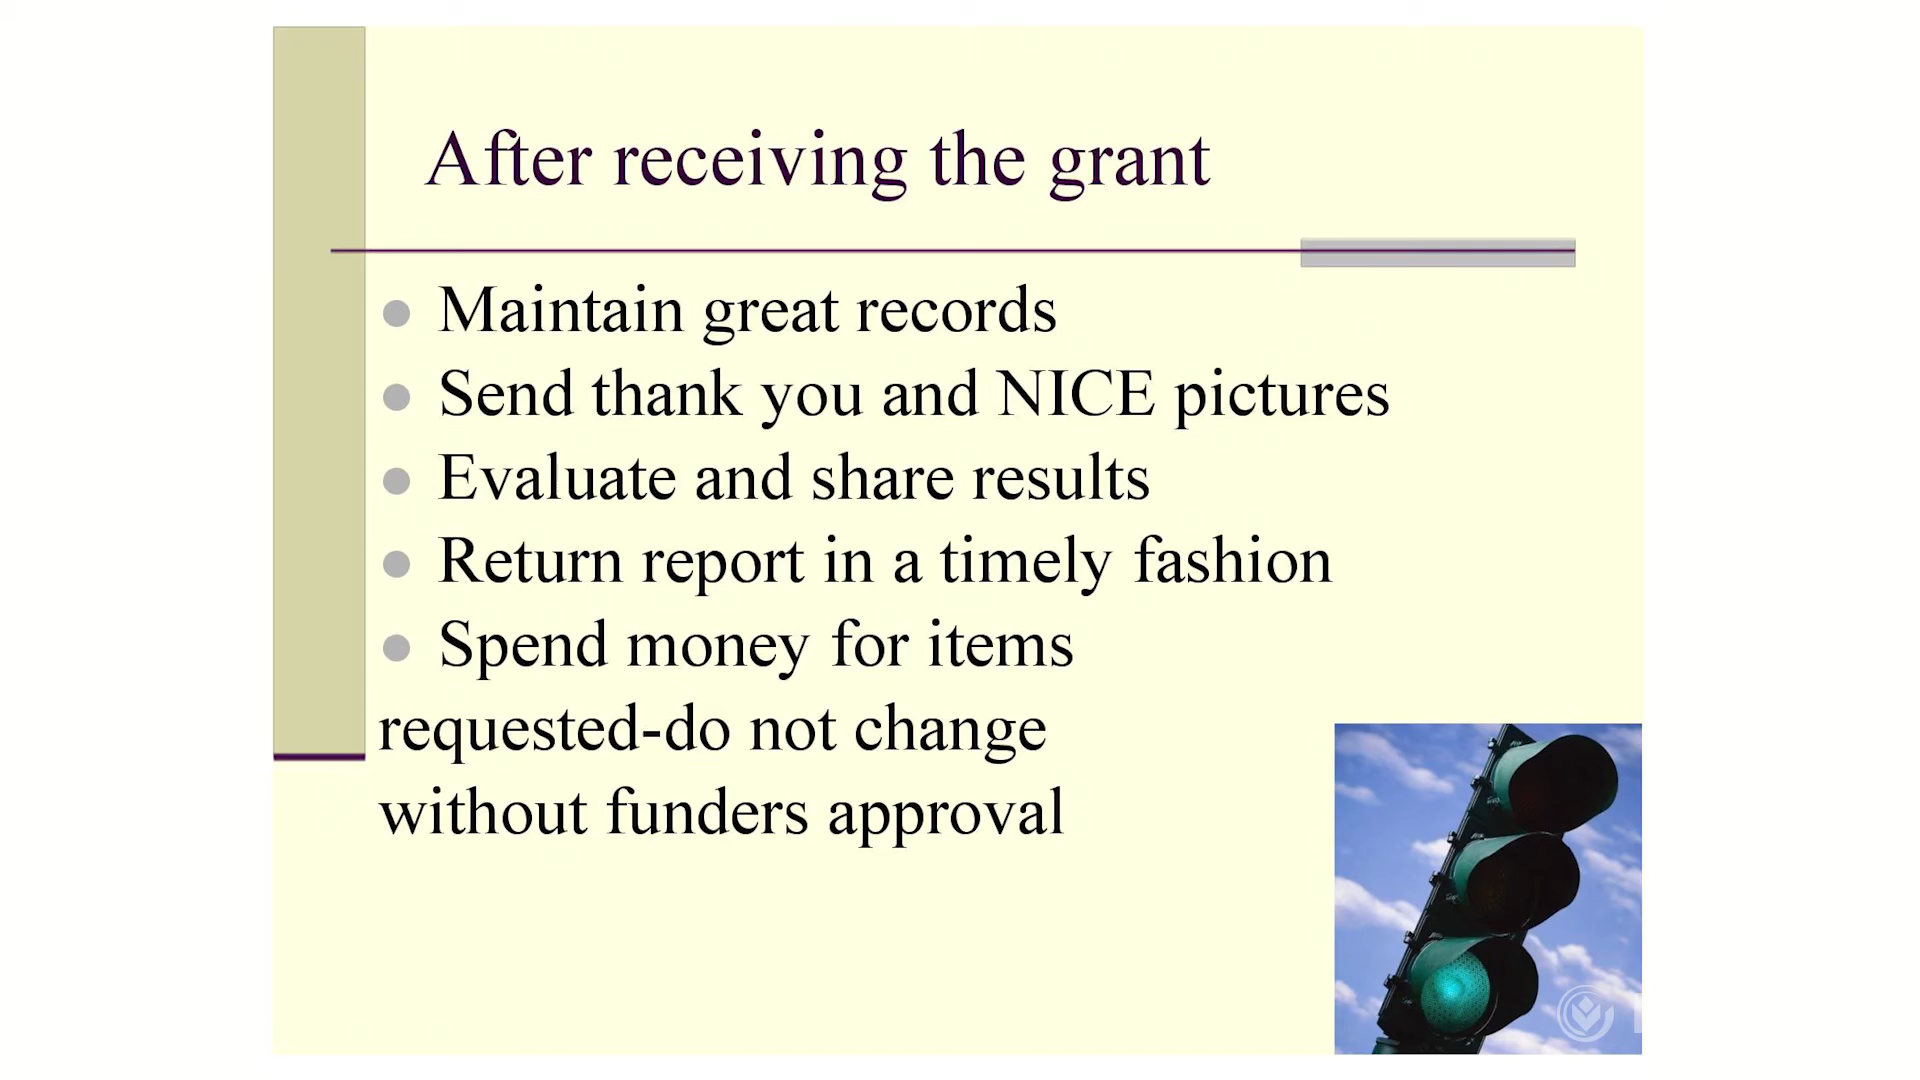 After receiving the grant
Maintain great records
Send thank you and NICE pictures
Evaluate and share results
Return report in a timely fashion
Spend money for items
requested-do not change
without funders approval